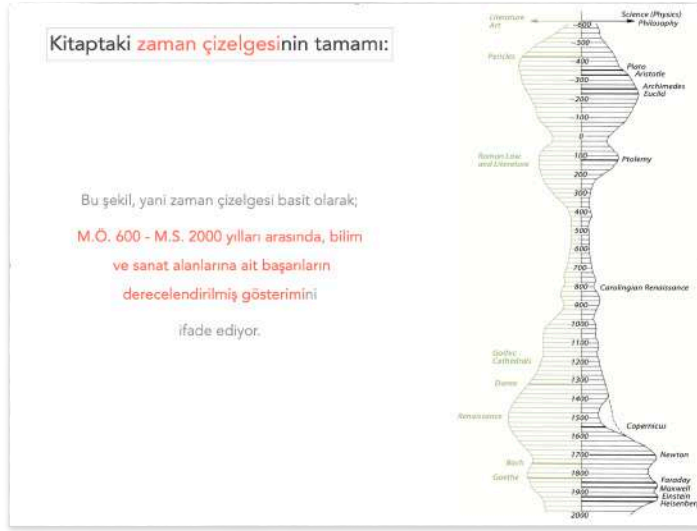 Kitaptaki zaman çizelgesinin tamamı:
Bu şekil, yani zaman çizelgesi basit olarak;
M.Ö. 600 - M.S. 2000 yılları arasında, bilim
ve sanat alanlarına ait başarıların
derecelendirilmiş gösterimini
ifade ediyor.
Literature
Art
Science (Physics)
Philosophy
-600
-500
Pericles
-400
Plato
Aristotle
-300
Archimedes
Euclid
-200
-100
0
100
Roman Law
and Literature
Ptolemy
200
300
400
500
600
700
800
Carolingian Renaissance
900
1000
1100
Gothic
Cathedrals
1200
1300
Dante
1400
Renaissance
1500
Copernicus
1600
1700
Newton
Bach
1800
Goethe
Faraday
Maxwell
1900
Einstein
Heisenberg
2000